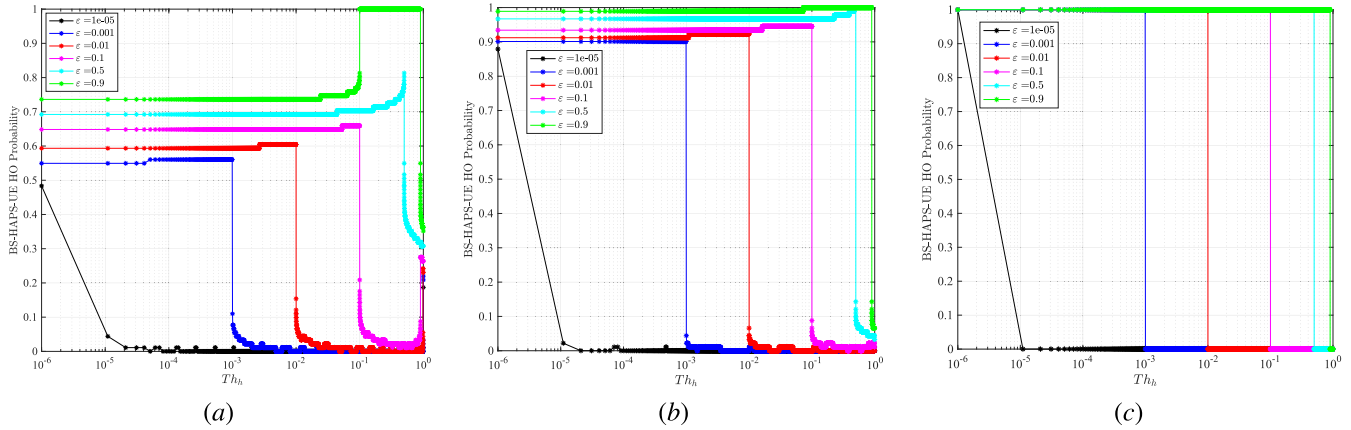 BS-HAPS-UE HO Probability
1
0.9
0.8
0.7
0.6
0.5
0.4
0.3
0.2
0.1
0
ε =1e-05
ε =0.001
ε =0.01
ε =0.1
ε =0.5
ε =0.9
10⁻⁶ 10⁻⁵ 10⁻⁴ 10⁻³ 10⁻² 10⁻¹ 10⁰
Th_h
(a)
BS-HAPS-UE HO Probability
1
0.9
0.8
0.7
0.6
0.5
0.4
0.3
0.2
0.1
0
ε =1e-05
ε =0.001
ε =0.01
ε =0.1
ε =0.5
ε =0.9
10⁻⁶ 10⁻⁵ 10⁻⁴ 10⁻³ 10⁻² 10⁻¹ 10⁰
Th_h
(b)
BS-HAPS-UE HO Probability
1
0.9
0.8
0.7
0.6
0.5
0.4
0.3
0.2
0.1
0
ε =1e-05
ε =0.001
ε =0.01
ε =0.1
ε =0.5
ε =0.9
10⁻⁶ 10⁻⁵ 10⁻⁴ 10⁻³ 10⁻² 10⁻¹ 10⁰
Th_h
(c)